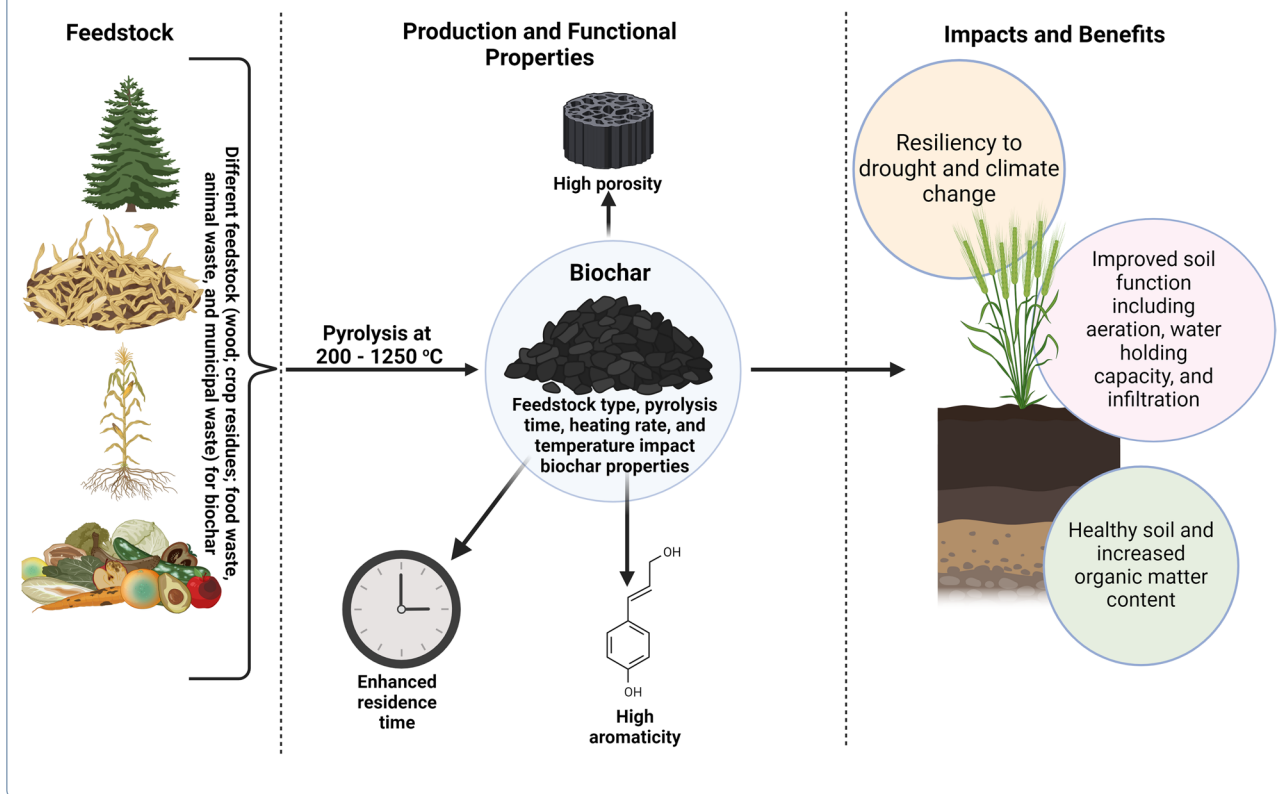 Feedstock
Different feedstock (wood; crop residues; food waste,
animal waste, and municipal waste) for biochar
Production and Functional
Properties
High porosity
Pyrolysis at
200 - 1250 ºC
Biochar
Feedstock type, pyrolysis
time, heating rate, and
temperature impact
biochar properties
Enhanced
residence
time
OH
OH
High
aromaticity
Impacts and Benefits
Resiliency to
drought and climate
change
Improved soil
function
including
aeration, water
holding
capacity, and
infiltration
Healthy soil and
increased
organic matter
content